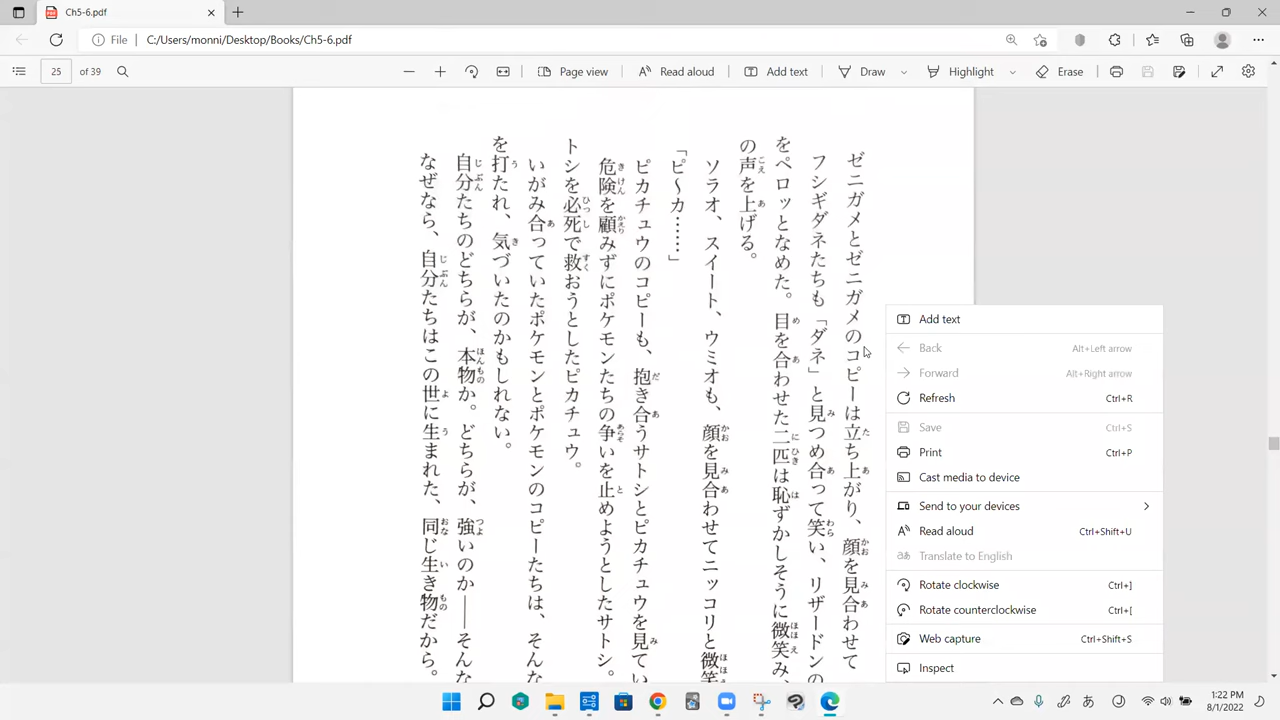 Ch5-6.pdf
File
C:/Users/monni/Desktop/Books/Ch5-6.pdf
25 of 39
Page view
Read aloud
Add text
Draw
Highlight
Erase
ゼニガメとゼニガメのコピーは立ち上がり、顔を見合わせて
フシギダネたちも「ダネ」と見つめ合って笑い、リザードンの
をペロッとなめた。目を合わせた二匹は恥ずかしそうに微笑み、
の声を上げる。
ソラオ、スイート、ウミオも、顔を見合わせてニッコリと微笑
「ピ〜カ……」
ピカチュウのコピーも、抱き合うサトシとピカチュウを見てい
危険を顧みずにポケモンたちの争いを止めようとしたサトシ。
トシを必死で救おうとしたピカチュウ。
いがみ合っていたポケモンとポケモンのコピーたちは、そんな
を打たれ、気づいたのかもしれない。
自分たちのどちらが、本物か。どちらが、強いのか――そんな
なぜなら、自分たちはこの世に生まれた、同じ生き物だから。
Add text
Back Alt+Left arrow
Forward Alt+Right arrow
Refresh Ctrl+R
Save Ctrl+S
Print Ctrl+P
Cast media to device
Send to your devices
Read aloud Ctrl+Shift+U
Translate to English
Rotate clockwise Ctrl+]
Rotate counterclockwise Ctrl+[
Web capture Ctrl+Shift+S
Inspect
1:22 PM
8/1/2022